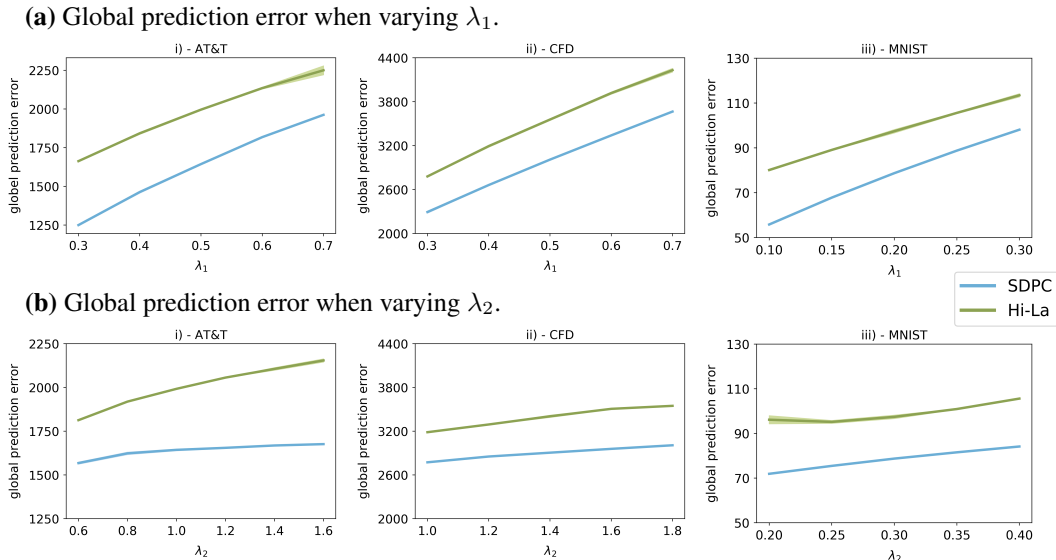 (a) Global prediction error when varying λ1.
i) - AT&T
ii) - CFD
iii) - MNIST
globel prediction error
2250
2000
1750
1500
1250
0.3 0.4 0.5 0.6 0.7
λ1
global prediction error
4400
3800
3200
2600
2000
0.3 0.4 0.5 0.6 0.7
λ1
global prediction error
130
110
90
70
50
0.10 0.15 0.20 0.25 0.30
λ1
SDPC
Hi-La
(b) Global prediction error when varying λ2.
i) - AT&T
ii) - CFD
iii) - MNIST
global prediction error
2250
2000
1750
1500
1250
0.6 0.8 1.0 1.2 1.4 1.6
λ2
global prediction error
4400
3800
3200
2600
2000
1.0 1.2 1.4 1.6 1.8
λ2
global prediction error
130
110
90
70
50
0.20 0.25 0.30 0.35 0.40
λ2